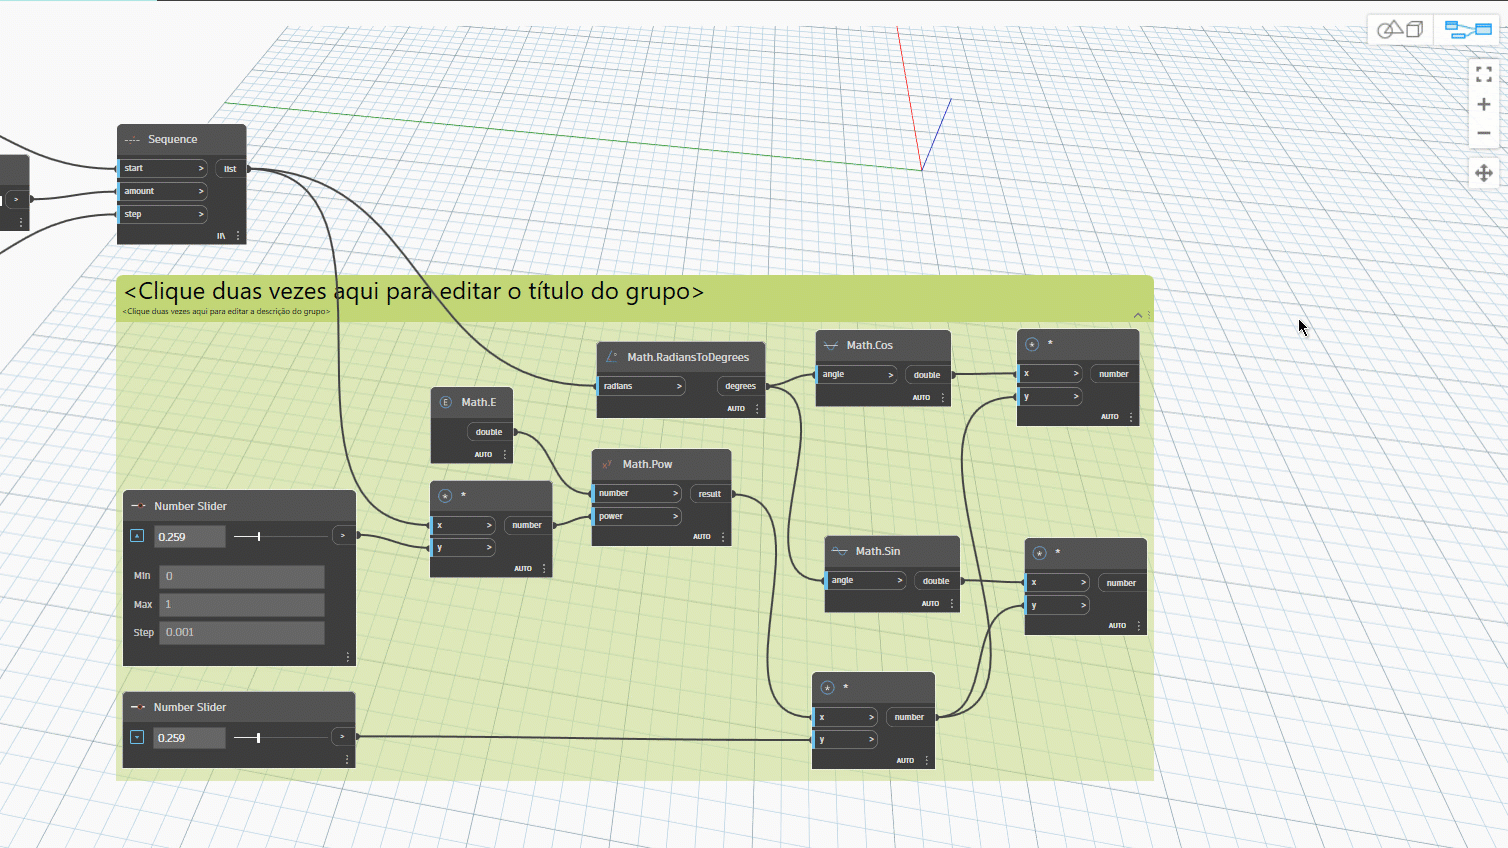 Sequence
start >
list
amount >
step >
>
<Clique duas vezes aqui para editar o título do grupo>
<Clique duas vezes aqui para editar a descrição do grupo>
Math.RadiansToDegrees
radians >
degrees
AUTO
Math.Cos
angle >
double
AUTO
*
x >
number
y >
AUTO
E Math.E
double
AUTO
Math.Pow
number >
result
power >
AUTO
*
x >
number
y >
AUTO
Number Slider
0.259
>
Min 0
Max 1
Step 0.001
Math.Sin
angle >
double
AUTO
*
x >
number
y >
AUTO
Number Slider
0.259
>
*
x >
number
y >
AUTO